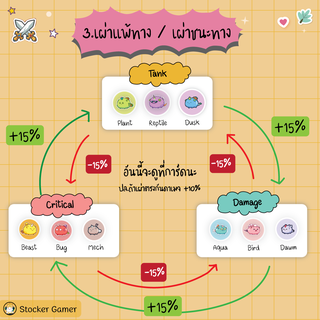 3.เผ่าแพ้ทาง / เผ่าชนะทาง
Tank
Plant Reptile Dusk
+15%
+15%
-15%
-15%
อันนี้จะดูที่การ์ดนะ
ปล.ถ้าเผ่าตรงกับดาเมจ +10%
Critical
Beast Bug Mech
Damage
Aqua Bird Dawn
-15%
+15%
Stocker Gamer